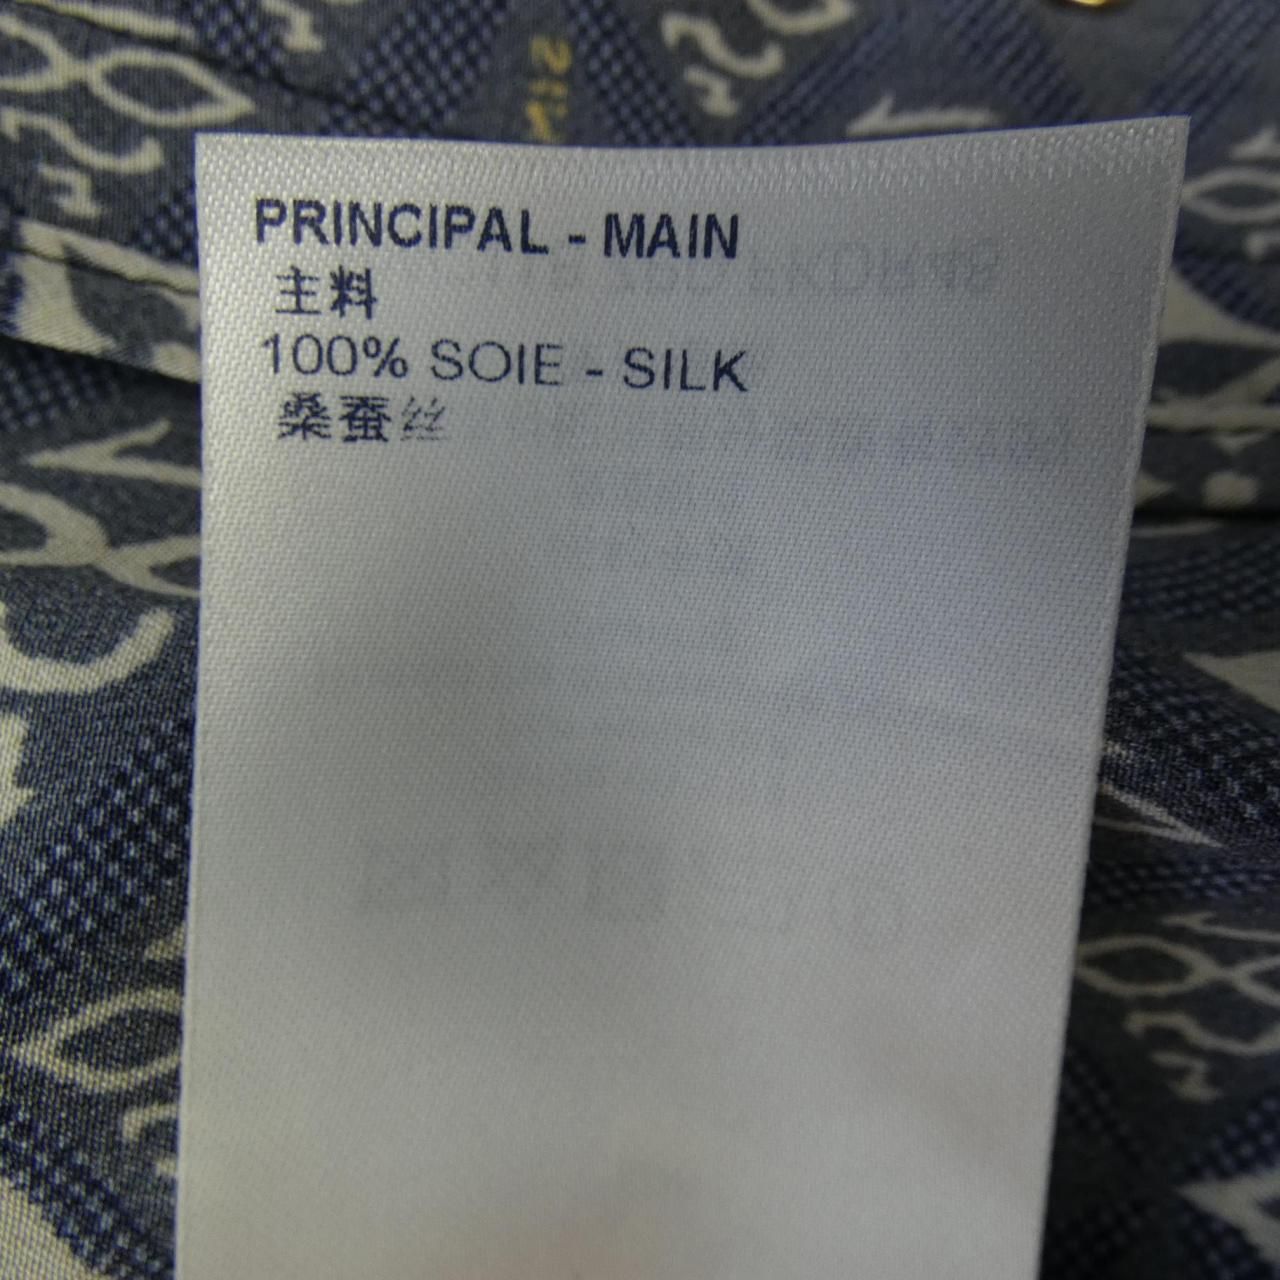 PRINCIPAL - MAIN
主料
100% SOIE - SILK
桑蚕丝